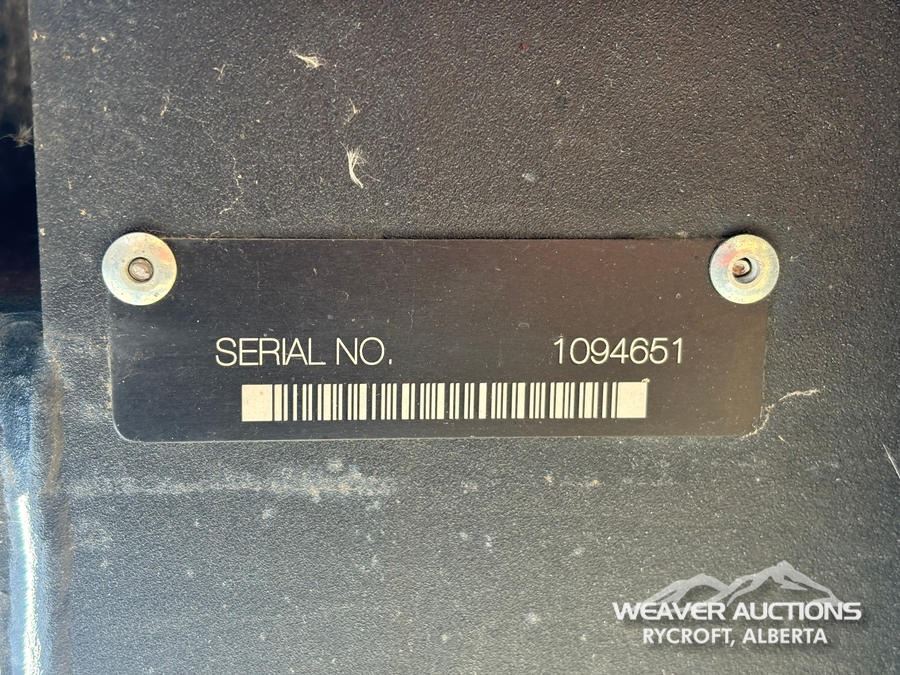 SERIAL NO. 1094651
WEAVER AUCTIONS
RYCROFT, ALBERTA